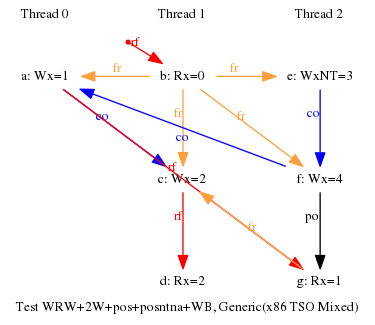 Thread 0 Thread 1 Thread 2
rf
a: Wx=1 fr b: Rx=0 fr e: WxNT=3
co fr fr co
co
rf
c: Wx=2 f: Wx=4
rf fr po
d: Rx=2 g: Rx=1
Test WRW+2W+pos+posntna+WB, Generic(x86 TSO Mixed)